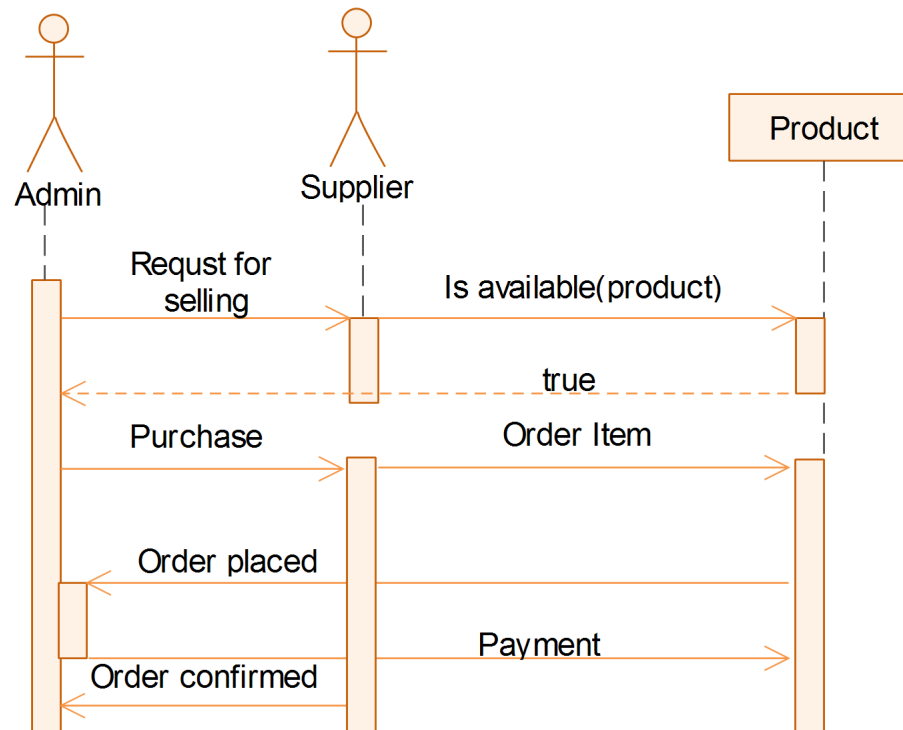 Product
Admin
Supplier
Requst for
selling
Is available(product)
true
Purchase
Order Item
Order placed
Payment
Order confirmed